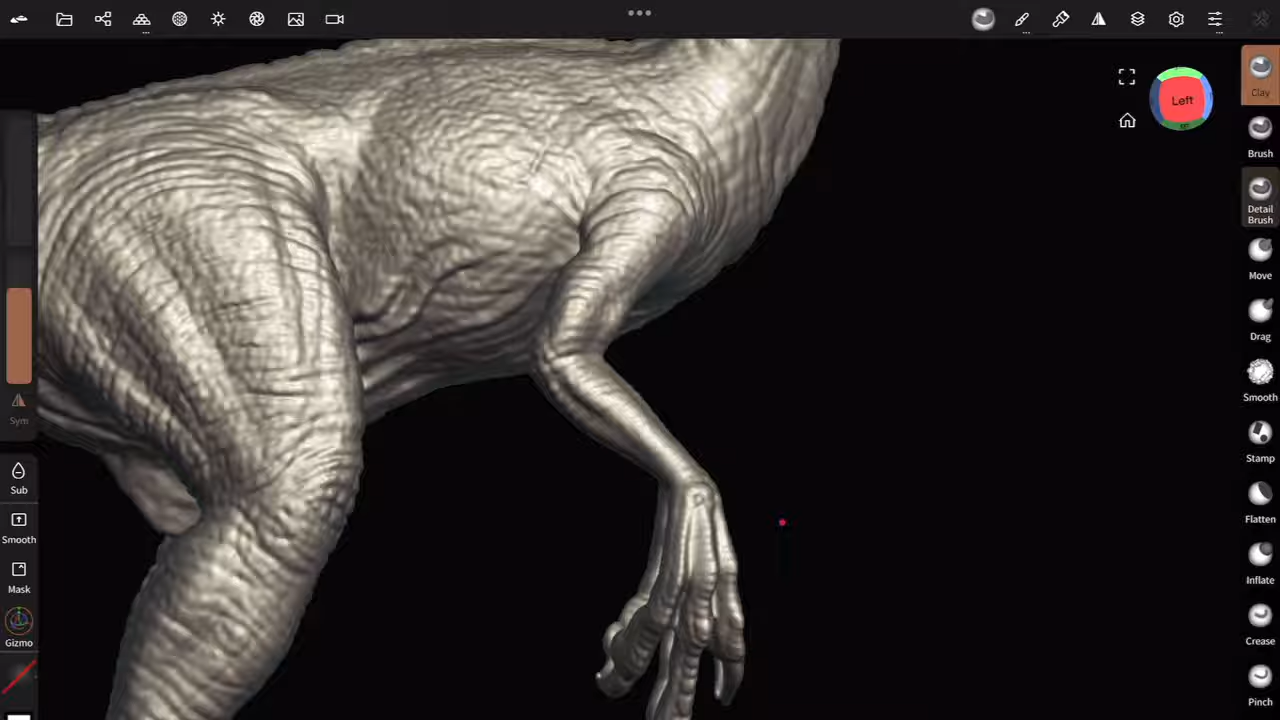 Left
Clay
Brush
Detail
Brush
Move
Drag
Smooth
Stamp
Flatten
Inflate
Crease
Pinch
Sym
Sub
Smooth
Mask
Gizmo